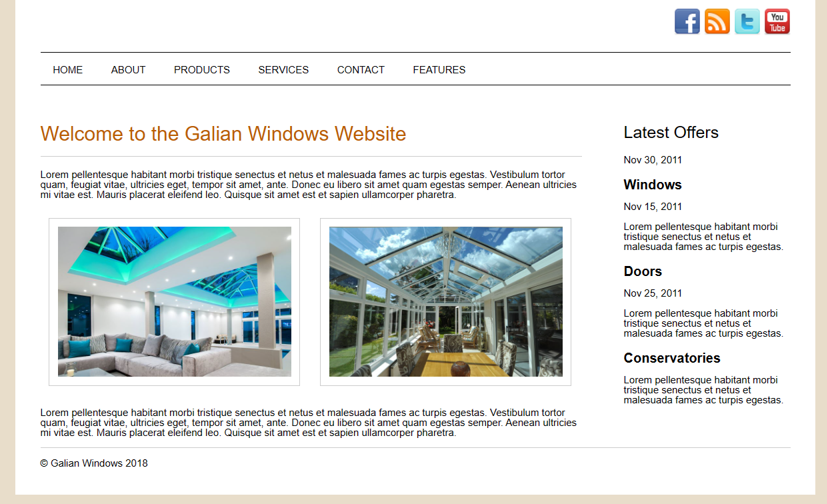 You
Tube
HOME ABOUT PRODUCTS SERVICES CONTACT FEATURES
Welcome to the Galian Windows Website
Lorem pellentesque habitant morbi tristique senectus et netus et malesuada fames ac turpis egestas. Vestibulum tortor
quam, feugiat vitae, ultricies eget, tempor sit amet, ante. Donec eu libero sit amet quam egestas semper. Aenean ultricies
mi vitae est. Mauris placerat eleifend leo. Quisque sit amet est et sapien ullamcorper pharetra.
Lorem pellentesque habitant morbi tristique senectus et netus et malesuada fames ac turpis egestas. Vestibulum tortor
quam, feugiat vitae, ultricies eget, tempor sit amet, ante. Donec eu libero sit amet quam egestas semper. Aenean ultricies
mi vitae est. Mauris placerat eleifend leo. Quisque sit amet est et sapien ullamcorper pharetra.
Latest Offers
Nov 30, 2011
Windows
Nov 15, 2011
Lorem pellentesque habitant morbi
tristique senectus et netus et
malesuada fames ac turpis egestas.
Doors
Nov 25, 2011
Lorem pellentesque habitant morbi
tristique senectus et netus et
malesuada fames ac turpis egestas.
Conservatories
Lorem pellentesque habitant morbi
tristique senectus et netus et
malesuada fames ac turpis egestas.
© Galian Windows 2018